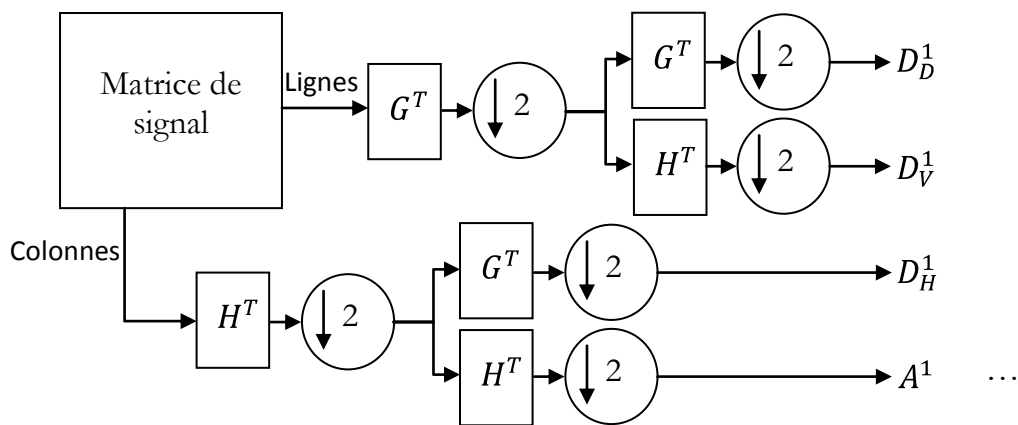 Matrice de
signal
Lignes
G^T
↓ 2
G^T
↓ 2
D_D^1
H^T
↓ 2
D_V^1
Colonnes
H^T
↓ 2
G^T
↓ 2
D_H^1
H^T
↓ 2
A^1 ...